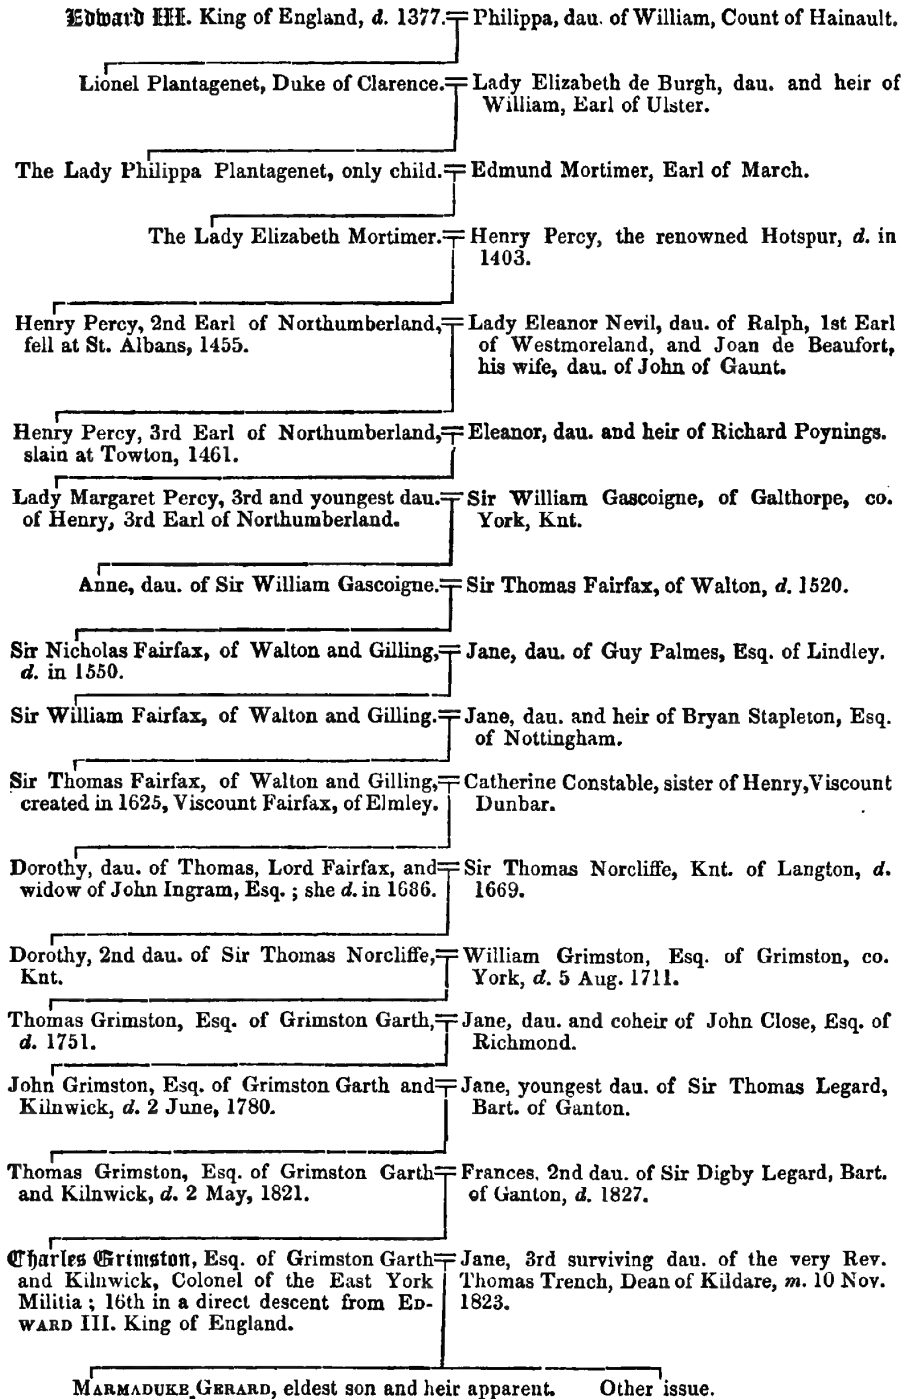 Edward III. King of England, d. 1377. = Philippa, dau. of William, Count of Hainault.
Lionel Plantagenet, Duke of Clarence. = Lady Elizabeth de Burgh, dau. and heir of
William, Earl of Ulster.
The Lady Philippa Plantagenet, only child. = Edmund Mortimer, Earl of March.
The Lady Elizabeth Mortimer. = Henry Percy, the renowned Hotspur, d. in
1403.
Henry Percy, 2nd Earl of Northumberland, = Lady Eleanor Nevil, dau. of Ralph, 1st Earl
fell at St. Albans, 1455. of Westmoreland, and Joan de Beaufort,
his wife, dau. of John of Gaunt.
Henry Percy, 3rd Earl of Northumberland, = Eleanor, dau. and heir of Richard Poynings.
slain at Towton, 1461.
Lady Margaret Percy, 3rd and youngest dau. = Sir William Gascoigne, of Galthorpe, co.
of Henry, 3rd Earl of Northumberland. York, Knt.
Anne, dau. of Sir William Gascoigne. = Sir Thomas Fairfax, of Walton, d. 1520.
Sir Nicholas Fairfax, of Walton and Gilling, = Jane, dau. of Guy Palmes, Esq. of Lindley.
d. in 1550.
Sir William Fairfax, of Walton and Gilling. = Jane, dau. and heir of Bryan Stapleton, Esq.
of Nottingham.
Sir Thomas Fairfax, of Walton and Gilling, = Catherine Constable, sister of Henry, Viscount
created in 1625, Viscount Fairfax, of Elmley. Dunbar.
Dorothy, dau. of Thomas, Lord Fairfax, and = Sir Thomas Norcliffe, Knt. of Langton, d.
widow of John Ingram, Esq. ; she d. in 1686. 1669.
Dorothy, 2nd dau. of Sir Thomas Norcliffe, = William Grimston, Esq. of Grimston, co.
Knt. York, d. 5 Aug. 1711.
Thomas Grimston, Esq. of Grimston Garth, = Jane, dau. and coheir of John Close, Esq. of
d. 1751. Richmond.
John Grimston, Esq. of Grimston Garth and = Jane, youngest dau. of Sir Thomas Legard,
Kilnwick, d. 2 June, 1780. Bart. of Ganton.
Thomas Grimston, Esq. of Grimston Garth = Frances, 2nd dau. of Sir Digby Legard, Bart.
and Kilnwick, d. 2 May, 1821. of Ganton, d. 1827.
Charles Grimston, Esq. of Grimston Garth = Jane, 3rd surviving dau. of the very Rev.
and Kilnwick, Colonel of the East York Thomas Trench, Dean of Kildare, m. 10 Nov.
Militia ; 16th in a direct descent from ED- 1823.
WARD III. King of England.
MARMADUKE GERARD, eldest son and heir apparent. Other issue.